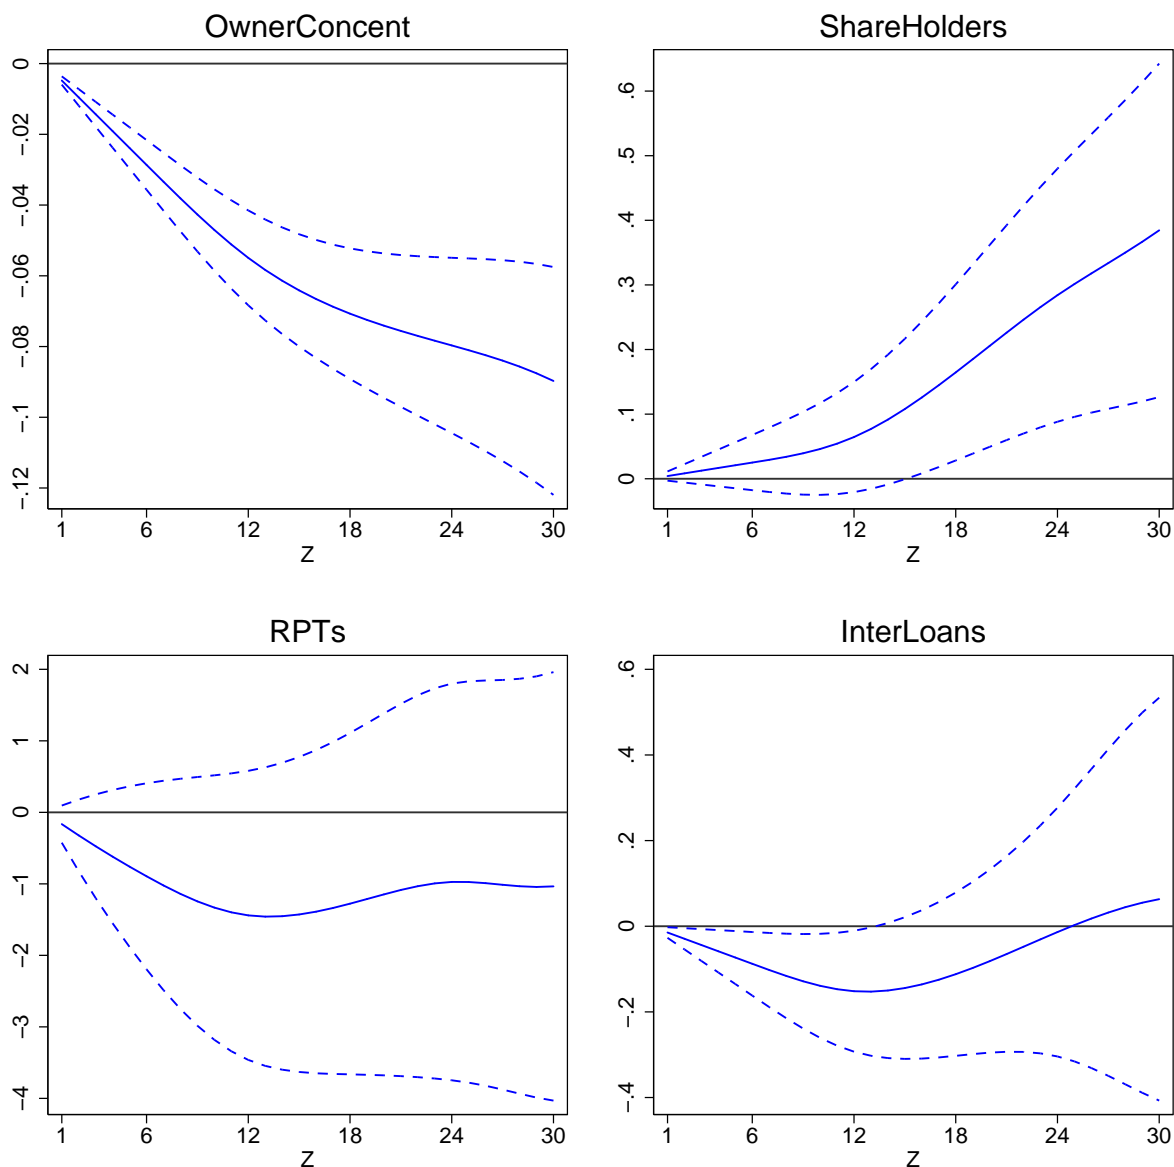 OwnerConcent
0
−.02
−.04
−.06
−.08
−.1
−.12
1 6 12 18 24 30
Z
ShareHolders
.6
.5
.4
.3
.2
.1
0
1 6 12 18 24 30
Z
RPTs
2
1
0
−1
−2
−3
−4
1 6 12 18 24 30
Z
InterLoans
.6
.4
.2
0
−.2
−.4
1 6 12 18 24 30
Z